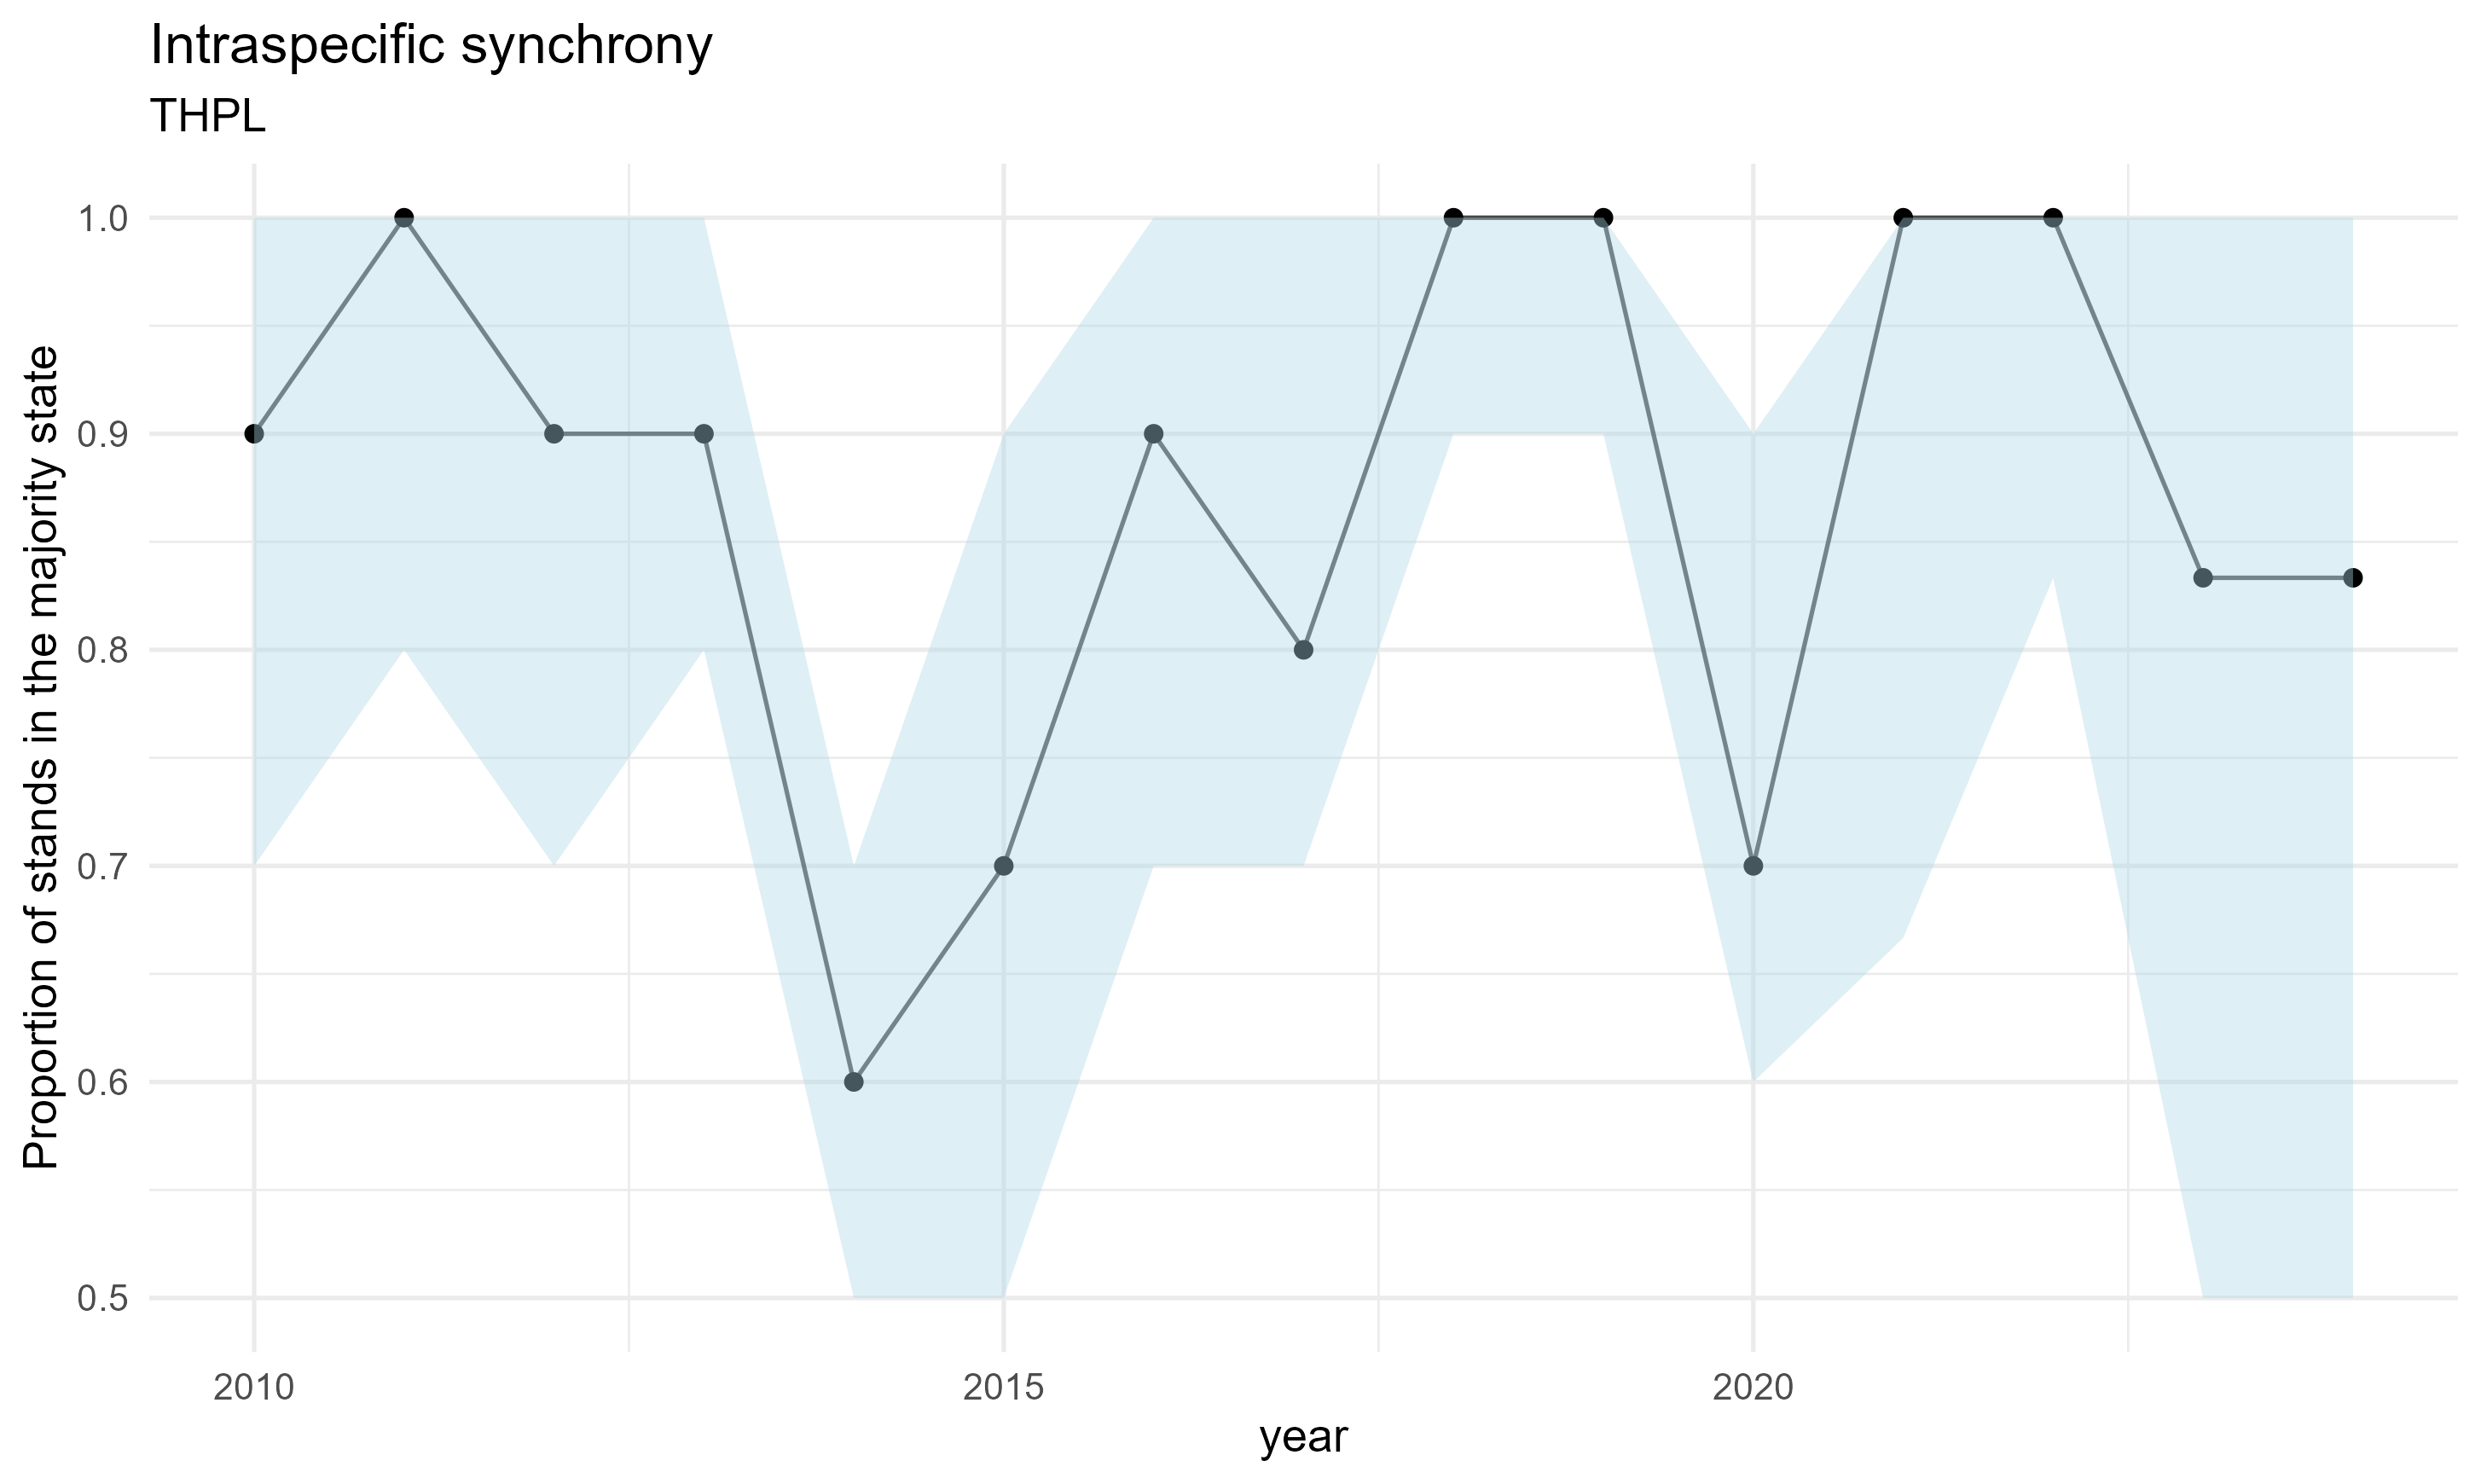 Intraspecific synchrony
THPL
Proportion of stands in the majority state
1.0
0.9
0.8
0.7
0.6
0.5
2010
2015
2020
year